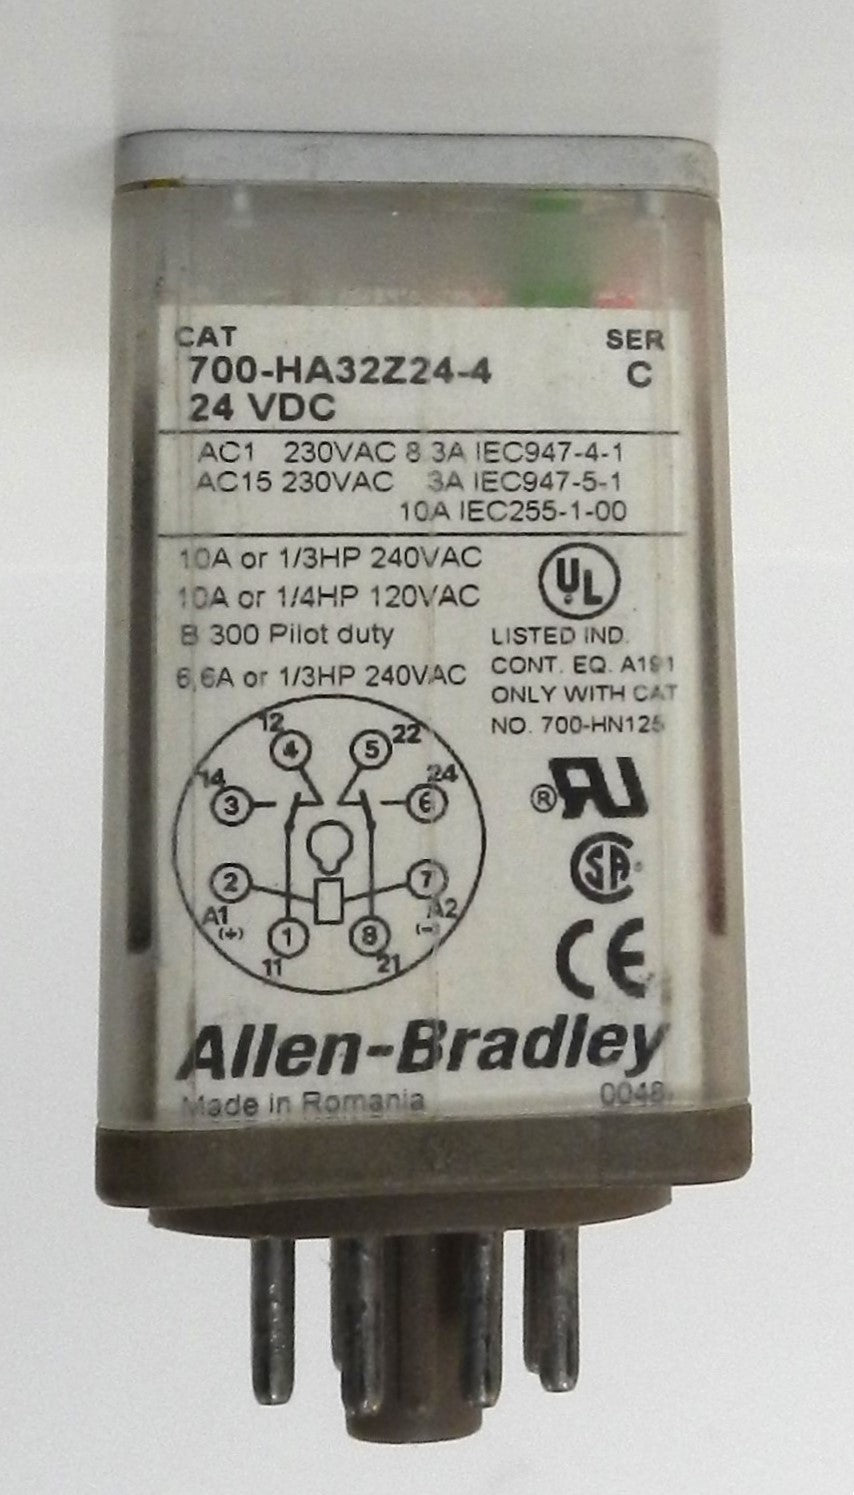 CAT SER
700-HA32Z24-4 C
24 VDC
AC1 230VAC 8 3A IEC947-4-1
AC15 230VAC 3A IEC947-5-1
10A IEC255-1-00
10A or 1/3HP 240VAC
10A or 1/4HP 120VAC
B 300 Pilot duty
6,6A or 1/3HP 240VAC
UL
LISTED IND.
CONT. EQ. A191
ONLY WITH CAT
NO. 700-HN125
12 22
4 5
14 24
3 6
2 7
A1 A2
(+) (-)
1 8
11 21
® RU
SA
CE
Allen-Bradley
Made in Romania 0048